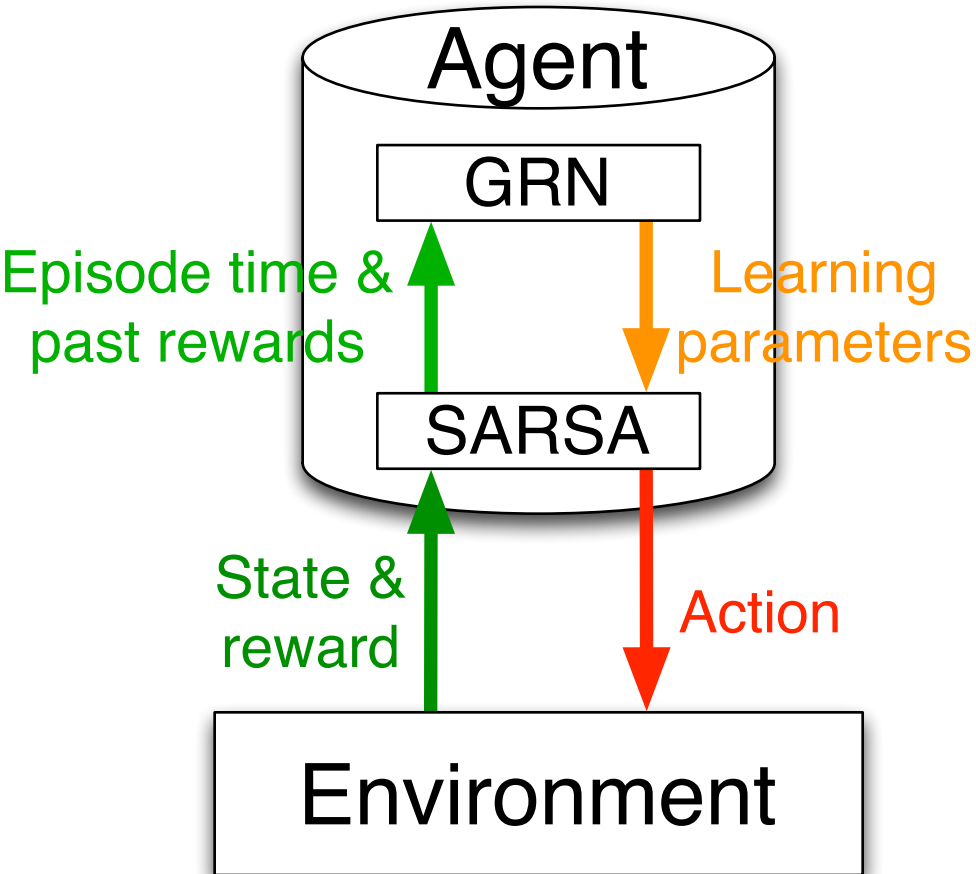 Agent
GRN
Episode time &
past rewards
Learning
parameters
SARSA
State &
reward
Action
Environment